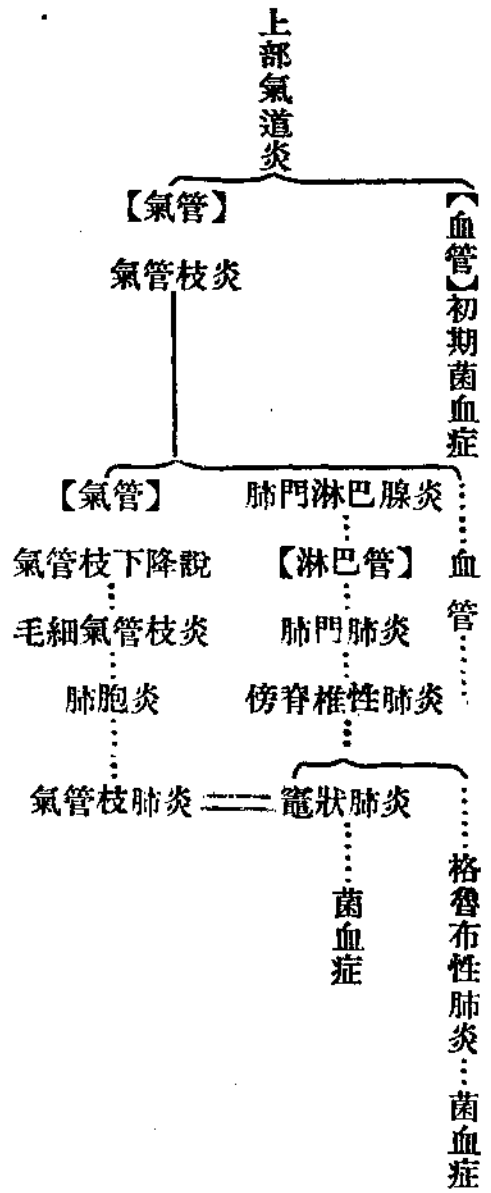 上部氣道炎
【血管】初期菌血症
【氣管】
氣管枝炎
血管
肺門淋巴腺炎
【淋巴管】
肺門肺炎
傍脊椎性肺炎
【氣管】
氣管枝下降說
毛細氣管枝炎
肺胞炎
氣管枝肺炎
竈狀肺炎
菌血症
格魯布性肺炎
菌血症